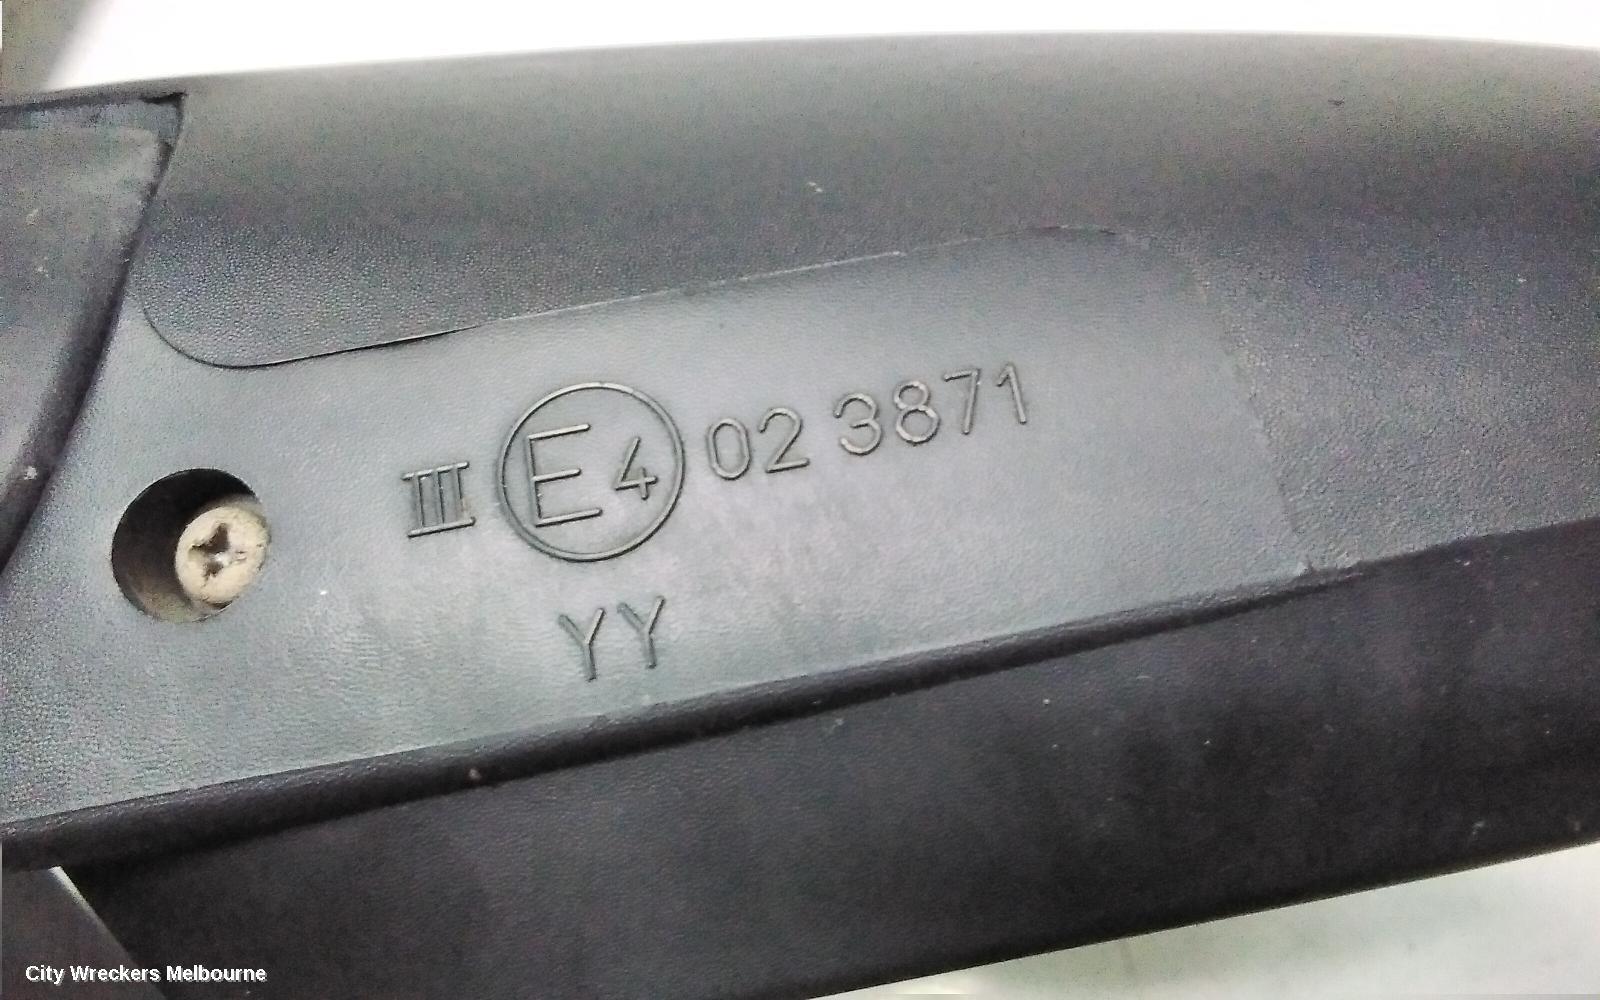 III E4 02 3871
YY
City Wreckers Melbourne